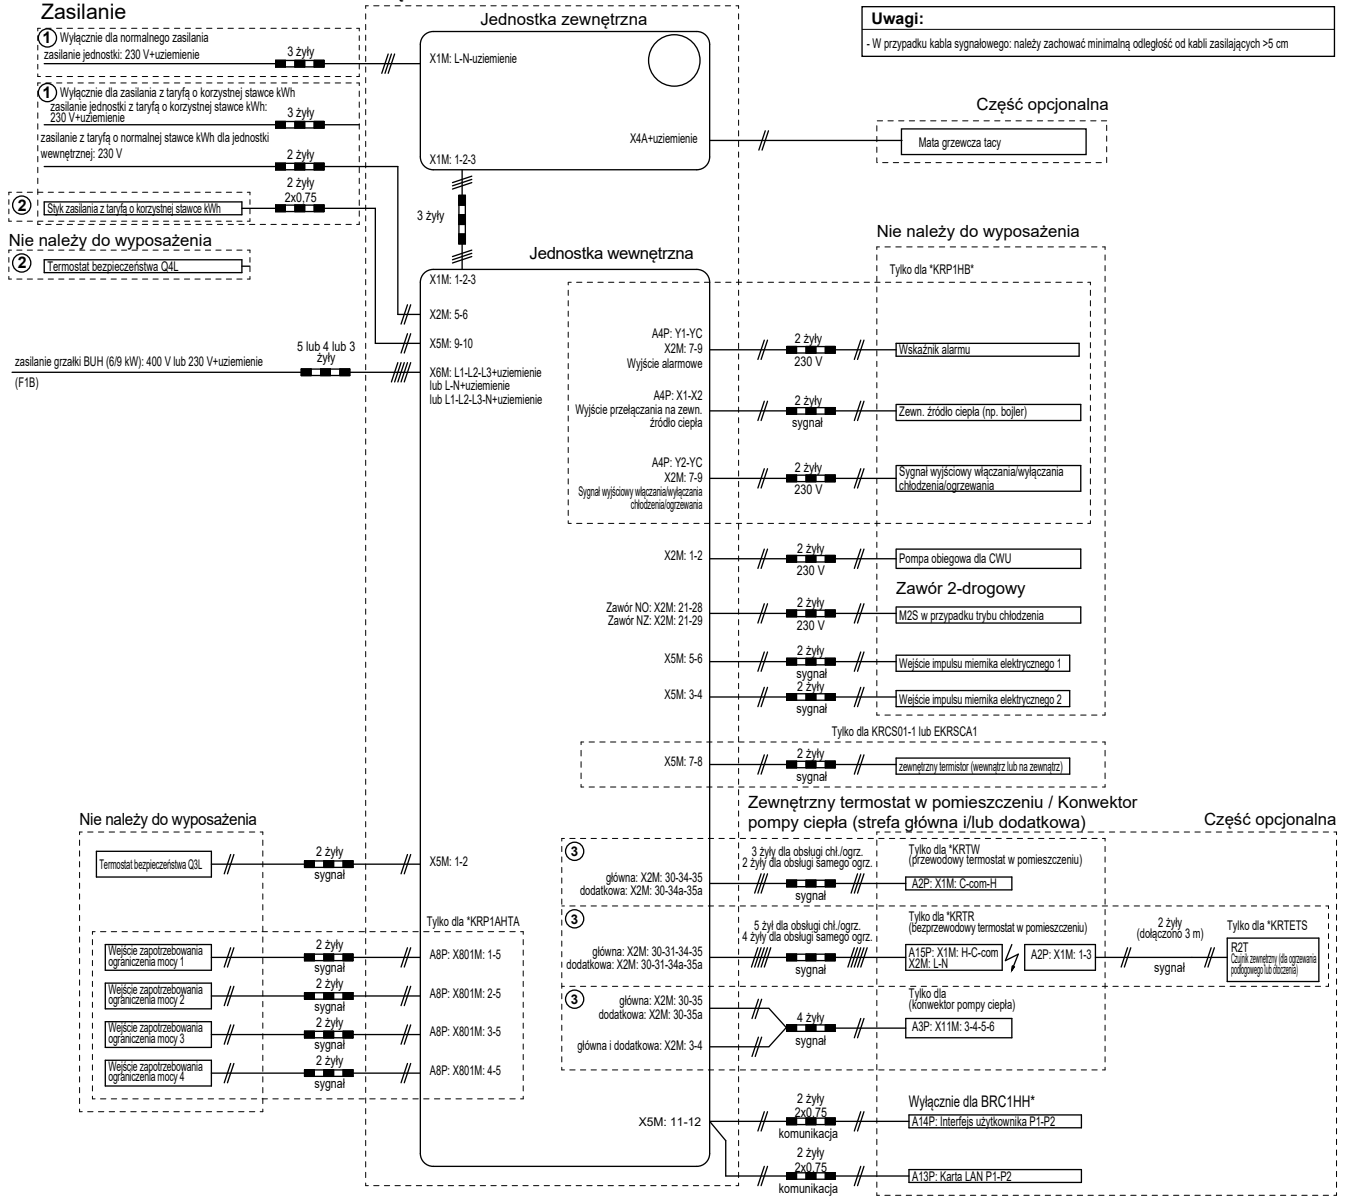 Zasilanie
① Wyłącznie dla normalnego zasilania
zasilanie jednostki: 230 V+uziemienie
3 żyły
① Wyłącznie dla zasilania z taryfą o korzystnej stawce kWh
zasilanie jednostki z taryfą o korzystnej stawce kWh:
230 V+uziemienie
3 żyły
zasilanie z taryfą o normalnej stawce kWh dla jednostki
wewnętrznej: 230 V
2 żyły
2 żyły
2x0,75
② Styk zasilania z taryfą o korzystnej stawce kWh
Nie należy do wyposażenia
② Termostat bezpieczeństwa Q4L
5 lub 4 lub 3
żyły
zasilanie grzałki BUH (6/9 kW): 400 V lub 230 V+uziemienie
(F1B)
Jednostka zewnętrzna
X1M: L-N-uziemienie
X4A+uziemienie
X1M: 1-2-3
3 żyły
Uwagi:
- W przypadku kabla sygnałowego: należy zachować minimalną odległość od kabli zasilających >5 cm
Część opcjonalna
Mata grzewcza tacy
Jednostka wewnętrzna
X1M: 1-2-3
X2M: 5-6
X5M: 9-10
X6M: L1-L2-L3+uziemienie
lub L-N+uziemienie
lub L1-L2-L3-N+uziemienie
Nie należy do wyposażenia
Tylko dla *KRP1HB*
A4P: Y1-YC
X2M: 7-9
Wyjście alarmowe
2 żyły
230 V
Wskaźnik alarmu
A4P: X1-X2
Wyjście przełączania na zewn.
źródło ciepła
2 żyły
sygnał
Zewn. źródło ciepła (np. bojler)
A4P: Y2-YC
X2M: 7-9
Sygnał wyjściowy włączania/wyłączania
chłodzenia/ogrzewania
2 żyły
230 V
Sygnał wyjściowy włączania/wyłączania
chłodzenia/ogrzewania
X2M: 1-2
2 żyły
230 V
Pompa obiegowa dla CWU
Zawór 2-drogowy
Zawór NO: X2M: 21-28
Zawór NZ: X2M: 21-29
2 żyły
230 V
M2S w przypadku trybu chłodzenia
X5M: 5-6
2 żyły
sygnał
Wejście impulsu miernika elektrycznego 1
X5M: 3-4
2 żyły
sygnał
Wejście impulsu miernika elektrycznego 2
Tylko dla KRCS01-1 lub EKRSCA1
X5M: 7-8
2 żyły
sygnał
zewnętrzny termistor (wewnątrz lub na zewnątrz)
Nie należy do wyposażenia
Termostat bezpieczeństwa Q3L
2 żyły
sygnał
X5M: 1-2
Tylko dla *KRP1AHTA
Wejście zapotrzebowania
ograniczenia mocy 1
2 żyły
sygnał
A8P: X801M: 1-5
Wejście zapotrzebowania
ograniczenia mocy 2
2 żyły
sygnał
A8P: X801M: 2-5
Wejście zapotrzebowania
ograniczenia mocy 3
2 żyły
sygnał
A8P: X801M: 3-5
Wejście zapotrzebowania
ograniczenia mocy 4
2 żyły
sygnał
A8P: X801M: 4-5
Zewnętrzny termostat w pomieszczeniu / Konwektor
pompy ciepła (strefa główna i/lub dodatkowa)
Część opcjonalna
③
główna: X2M: 30-34-35
dodatkowa: X2M: 30-34a-35a
3 żyły dla obsługi chł./ogrz.
2 żyły dla obsługi samego ogrz.
sygnał
Tylko dla *KRTW
(przewodowy termostat w pomieszczeniu)
A2P: X1M: C-com-H
③
główna: X2M: 30-31-34-35
dodatkowa: X2M: 30-31-34a-35a
5 żył dla obsługi chł./ogrz.
4 żyły dla obsługi samego ogrz.
sygnał
Tylko dla *KRTR
(bezprzewodowy termostat w pomieszczeniu)
A15P: X1M: H-C-com
X2M: L-N
A2P: X1M: 1-3
2 żyły
(dołączono 3 m)
sygnał
Tylko dla *KRTETS
R2T
Czujnik zewnętrzny (dla ogrzewania
podłogowego lub otoczenia)
③
główna: X2M: 30-35
dodatkowa: X2M: 30-35a
główna i dodatkowa: X2M: 3-4
4 żyły
sygnał
Tylko dla
(konwektor pompy ciepła)
A3P: X11M: 3-4-5-6
X5M: 11-12
2 żyły
2x0,75
komunikacja
Wyłącznie dla BRC1HH*
A14P: Interfejs użytkownika P1-P2
2 żyły
2x0,75
komunikacja
A13P: Karta LAN P1-P2